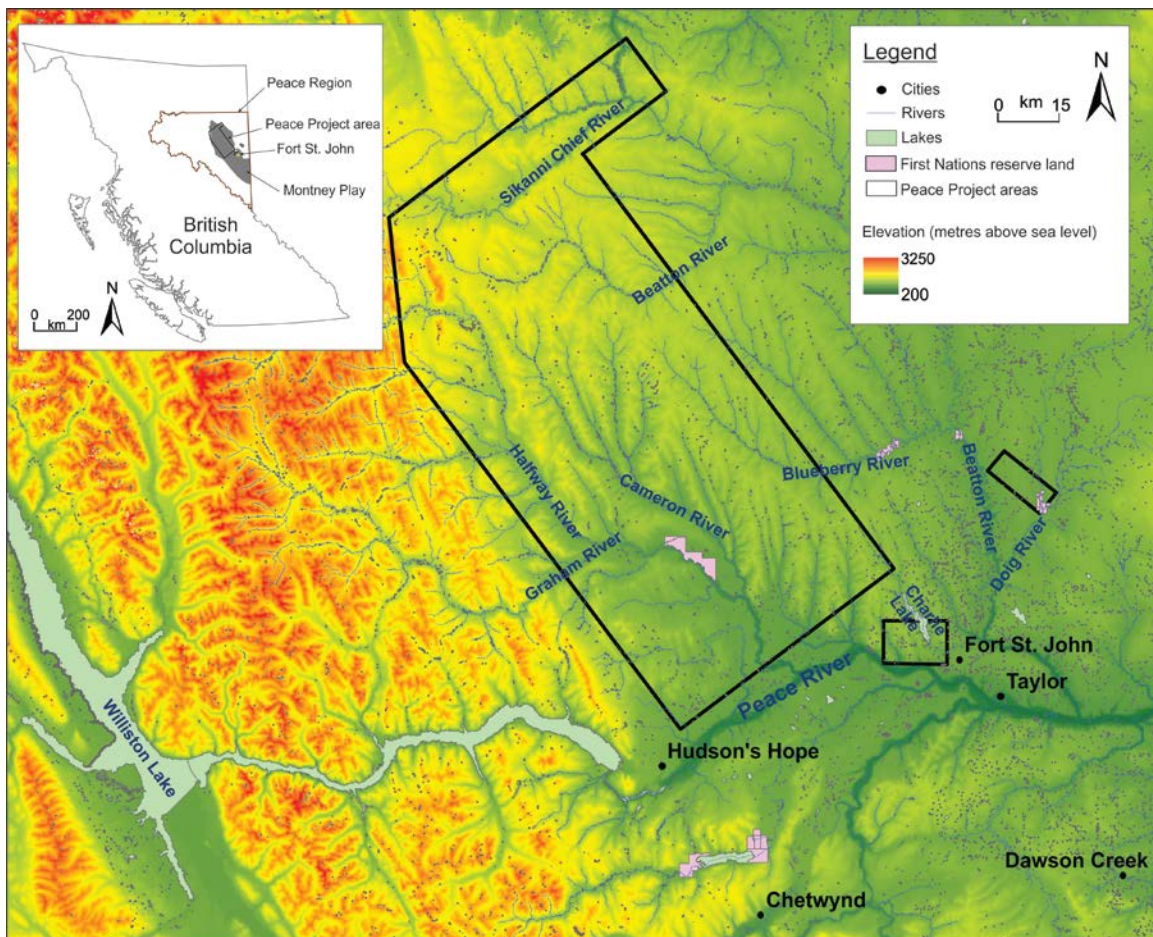 Peace Region
Peace Project area
Fort St. John
Montney Play
British
Columbia
N
0 200
km
Legend
Cities
Rivers
Lakes
First Nations reserve land
Peace Project areas
N
0 km 15
Elevation (metres above sea level)
3250
200
Sikanni Chief River
Beatton River
Halfway River
Cameron River
Blueberry River
Beatton River
Doig River
Graham River
Charlie
Lake
Fort St. John
Taylor
Peace River
Williston Lake
Hudson's Hope
Dawson Creek
Chetwynd